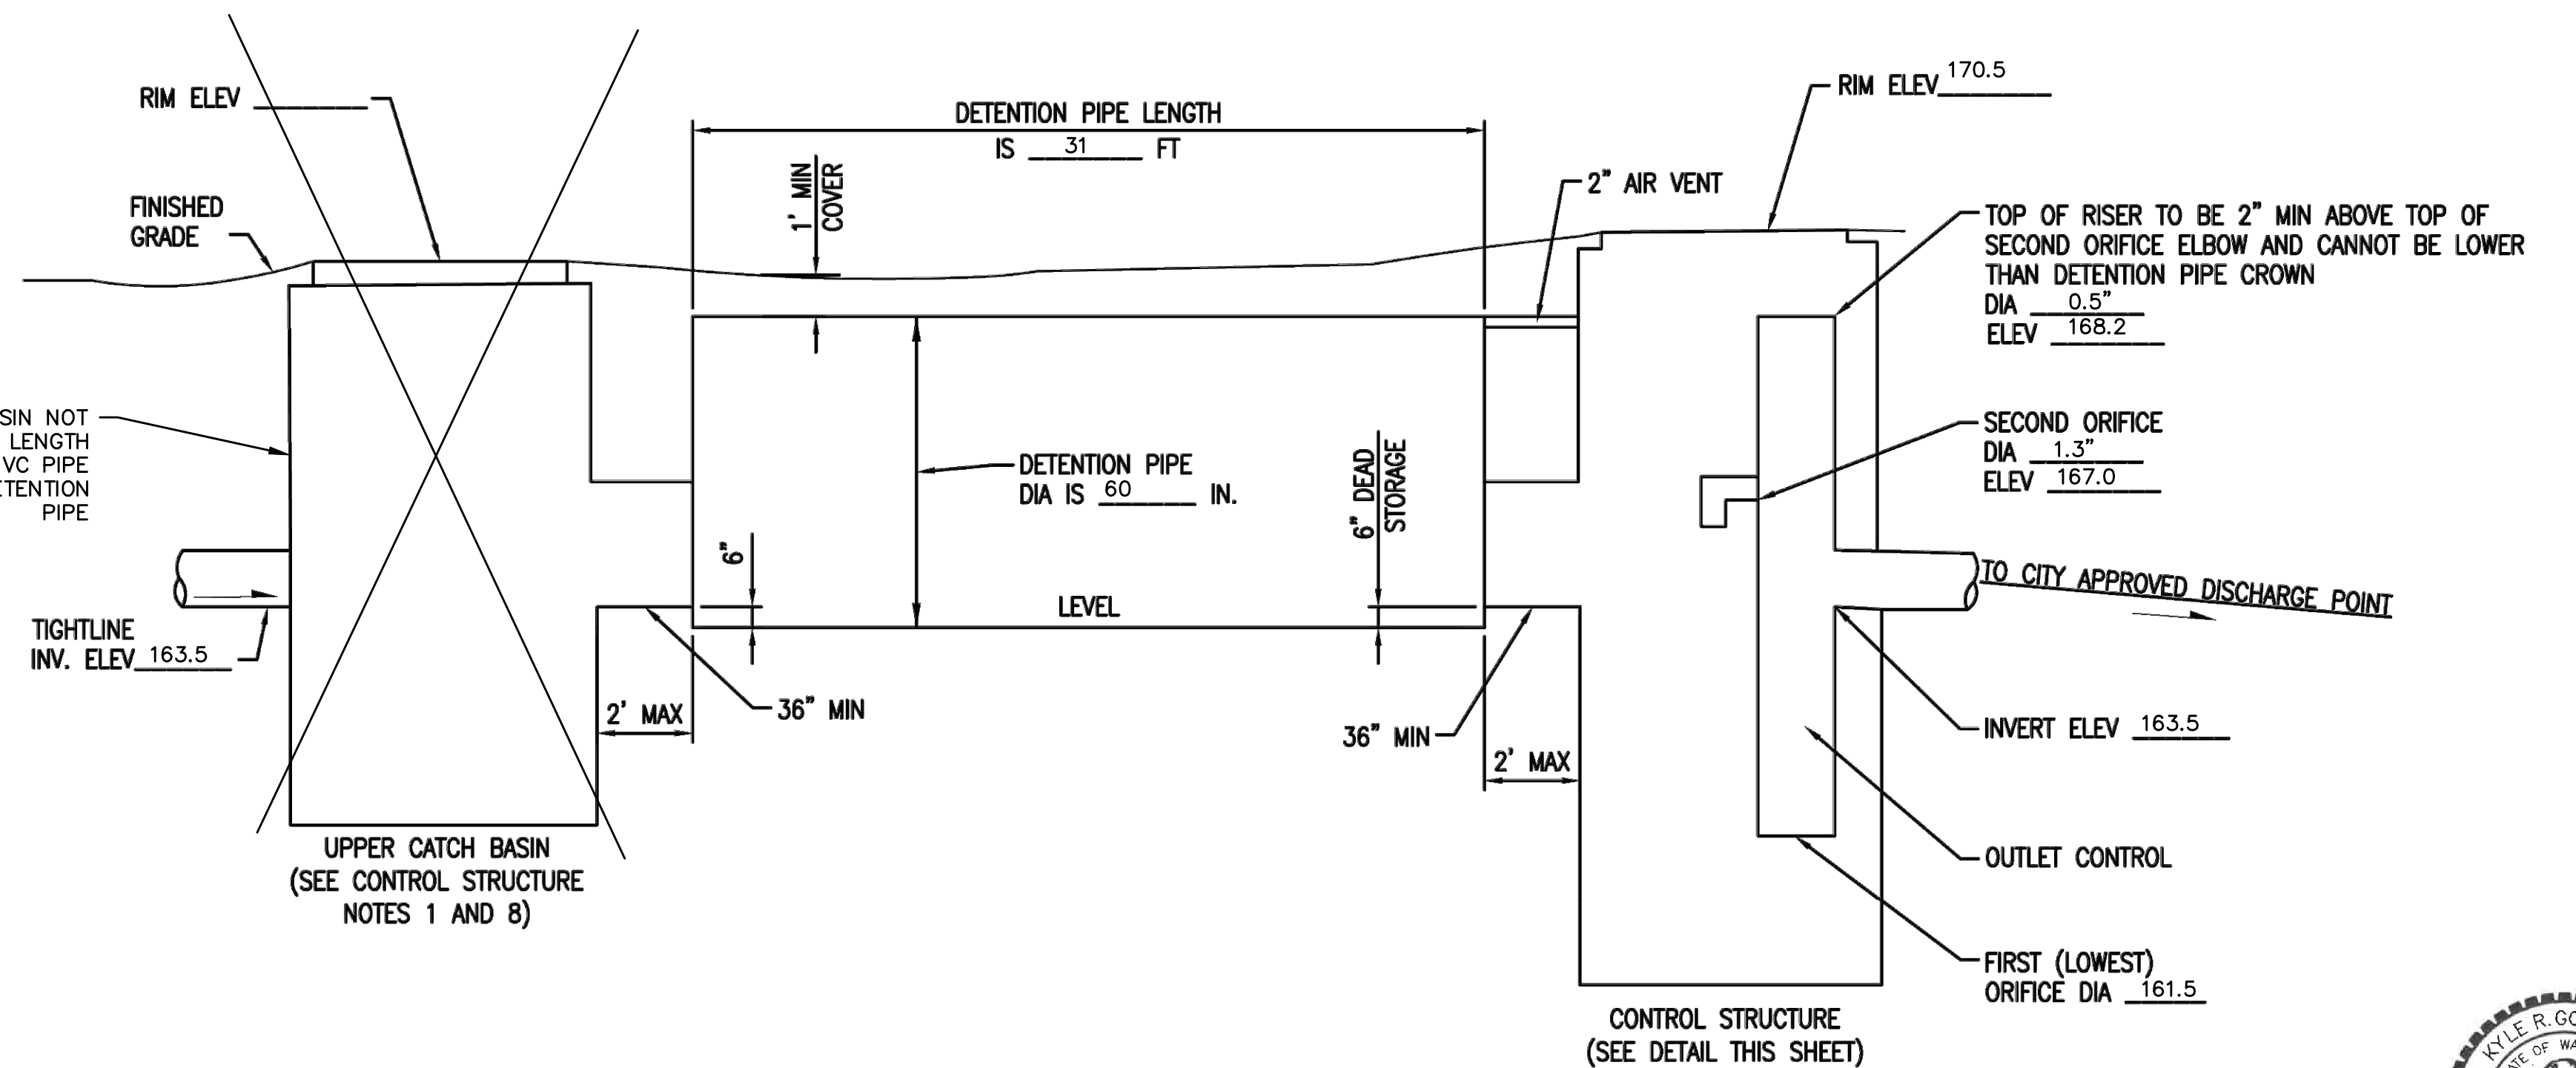 RIM ELEV
FINISHED
GRADE
SIN NOT
LENGTH
VC PIPE
ETENTION
PIPE
TIGHTLINE
INV. ELEV 163.5
UPPER CATCH BASIN
(SEE CONTROL STRUCTURE
NOTES 1 AND 8)
2' MAX
36" MIN
6"
DETENTION PIPE LENGTH
IS 31 FT
1' MIN
COVER
DETENTION PIPE
DIA IS 60 IN.
LEVEL
6" DEAD
STORAGE
2" AIR VENT
36" MIN
2' MAX
RIM ELEV 170.5
TOP OF RISER TO BE 2" MIN ABOVE TOP OF
SECOND ORIFICE ELBOW AND CANNOT BE LOWER
THAN DETENTION PIPE CROWN
DIA 0.5"
ELEV 168.2
SECOND ORIFICE
DIA 1.3"
ELEV 167.0
TO CITY APPROVED DISCHARGE POINT
INVERT ELEV 163.5
OUTLET CONTROL
FIRST (LOWEST)
ORIFICE DIA 161.5
CONTROL STRUCTURE
(SEE DETAIL THIS SHEET)
KYLE R. GO
TE OF WA